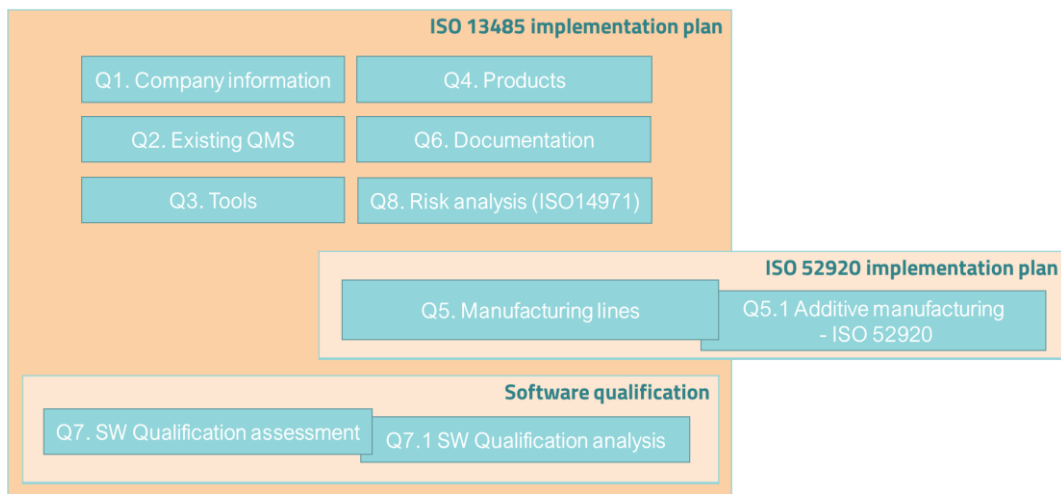 ISO 13485 implementation plan
Q1. Company information
Q4. Products
Q2. Existing QMS
Q6. Documentation
Q3. Tools
Q8. Risk analysis (ISO14971)
ISO 52920 implementation plan
Q5. Manufacturing lines
Q5.1 Additive manufacturing
- ISO 52920
Software qualification
Q7. SW Qualification assessment
Q7.1 SW Qualification analysis